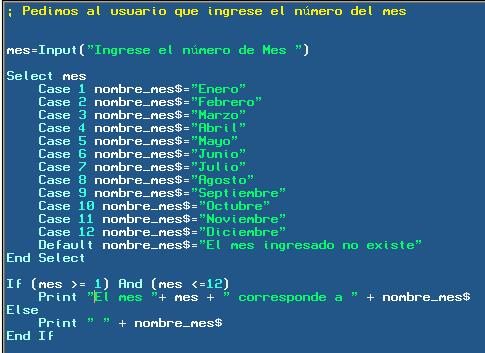 ; Pedimos al usuario que ingrese el número del mes
mes=Input("Ingrese el número de Mes ")
Select mes
Case 1 nombre_mes$="Enero"
Case 2 nombre_mes$="Febrero"
Case 3 nombre_mes$="Marzo"
Case 4 nombre_mes$="Abril"
Case 5 nombre_mes$="Mayo"
Case 6 nombre_mes$="Junio"
Case 7 nombre_mes$="Julio"
Case 8 nombre_mes$="Agosto"
Case 9 nombre_mes$="Septiembre"
Case 10 nombre_mes$="Octubre"
Case 11 nombre_mes$="Noviembre"
Case 12 nombre_mes$="Diciembre"
Default nombre_mes$="El mes ingresado no existe"
End Select
If (mes >= 1) And (mes <=12)
Print "El mes "+ mes + " corresponde a " + nombre_mes$
Else
Print " " + nombre_mes$
End If